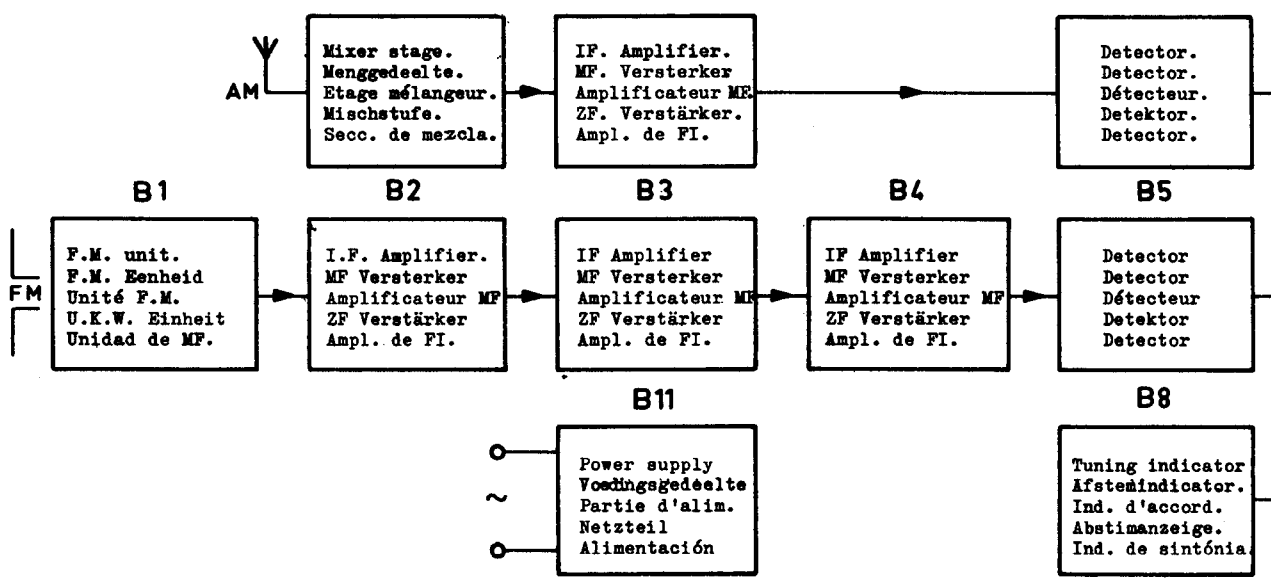 AM
Mixer stage.
Menggedeelte.
Etage mélangeur.
Mischstufe.
Secc. de mezcla.
IF. Amplifier.
MF. Versterker
Amplificateur MF.
ZF. Verstärker.
Ampl. de FI.
Detector.
Detector.
Détecteur.
Detektor.
Detector.
B1
B2
B3
B4
B5
FM
F.M. unit.
F.M. Eenheid
Unité F.M.
U.K.W. Einheit
Unidad de MF.
I.F. Amplifier.
MF Versterker
Amplificateur MF
ZF Verstärker
Ampl. de FI.
IF Amplifier
MF Versterker
Amplificateur MF
ZF Verstärker
Ampl. de FI.
IF Amplifier
MF Versterker
Amplificateur MF
ZF Verstärker
Ampl. de FI.
Detector
Detector
Détecteur
Detektor
Detector
B11
B8
~
Power supply
Voedingsgedeelte
Partie d'alim.
Netzteil
Alimentación
Tuning indicator
Afstemindicator.
Ind. d'accord.
Abstimanzeige.
Ind. de sintónia.